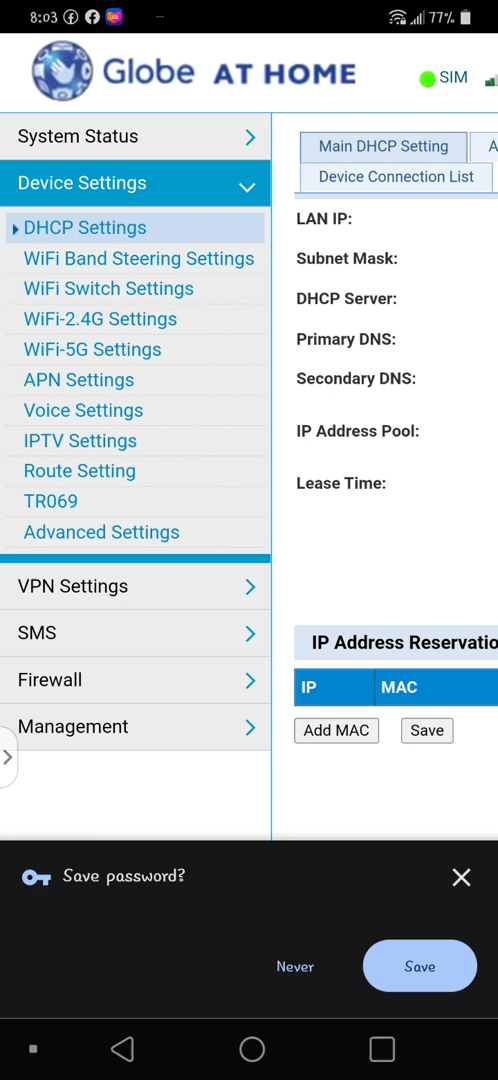 8:03
77%
Globe AT HOME
SIM
System Status
Device Settings
DHCP Settings
WiFi Band Steering Settings
WiFi Switch Settings
WiFi-2.4G Settings
WiFi-5G Settings
APN Settings
Voice Settings
IPTV Settings
Route Setting
TR069
Advanced Settings
VPN Settings
SMS
Firewall
Management
Main DHCP Setting
A
Device Connection List
LAN IP:
Subnet Mask:
DHCP Server:
Primary DNS:
Secondary DNS:
IP Address Pool:
Lease Time:
IP Address Reservatio
IP MAC
Add MAC Save
Save password?
Never Save